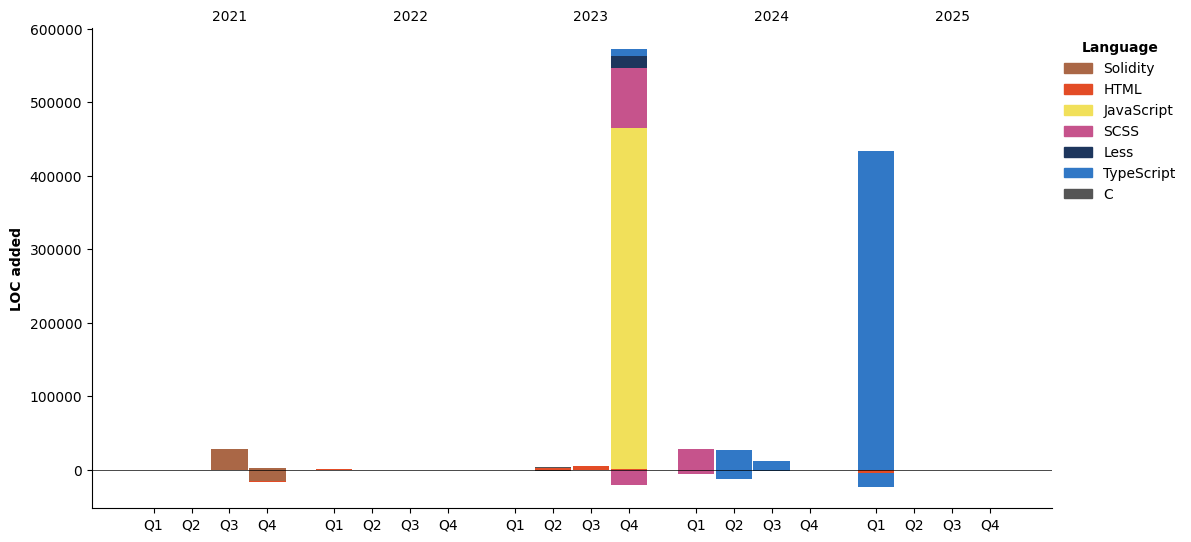 2021 2022 2023 2024 2025
600000
500000
400000
300000
200000
100000
0
LOC added
Q1 Q2 Q3 Q4 Q1 Q2 Q3 Q4 Q1 Q2 Q3 Q4 Q1 Q2 Q3 Q4 Q1 Q2 Q3 Q4
Language
Solidity
HTML
JavaScript
SCSS
Less
TypeScript
C